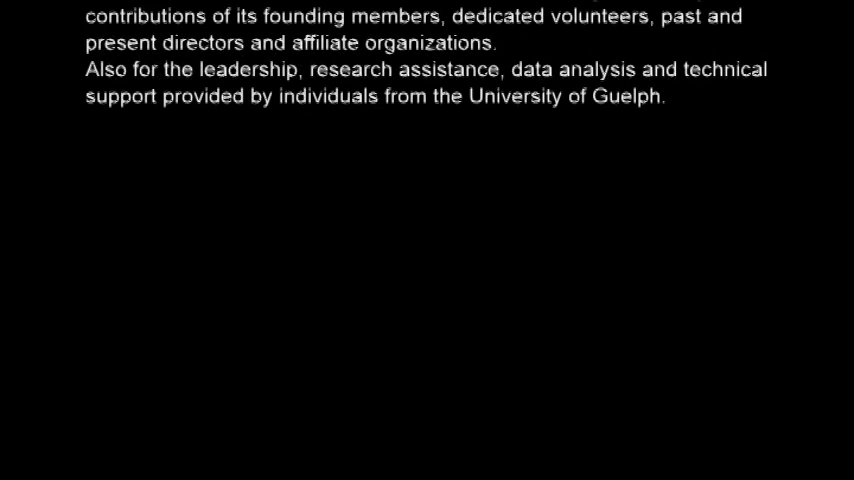 contributions of its founding members, dedicated volunteers, past and
present directors and affiliate organizations.
Also for the leadership, research assistance, data analysis and technical
support provided by individuals from the University of Guelph.